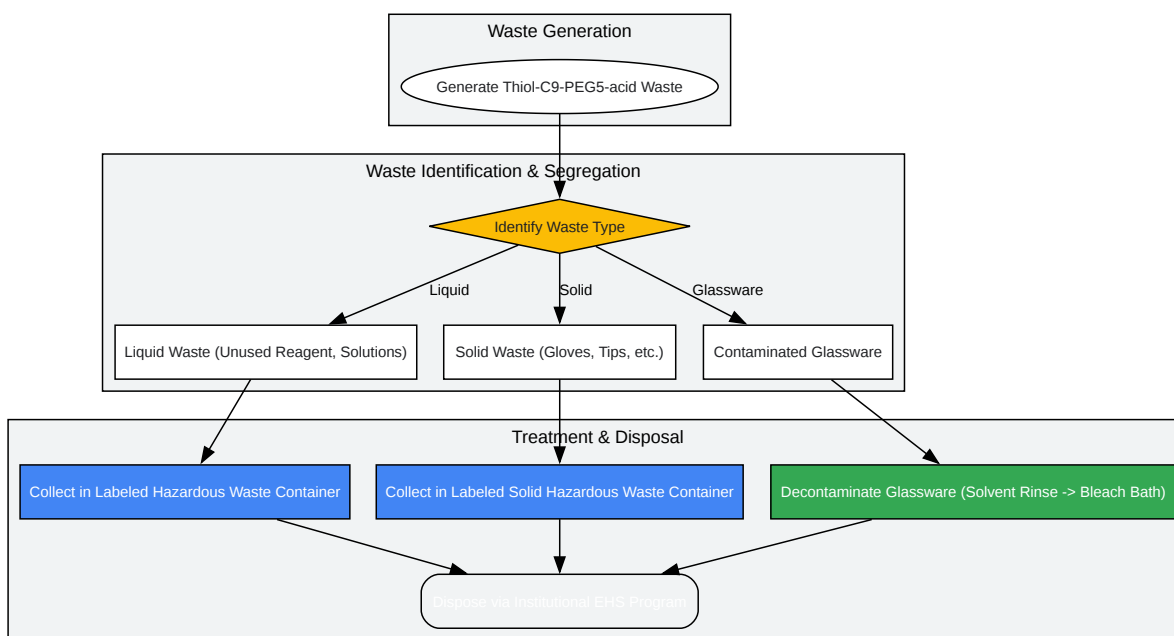 Waste Generation
Generate Thiol-C9-PEG5-acid Waste
Waste Identification & Segregation
Identify Waste Type
Liquid
Solid
Glassware
Liquid Waste (Unused Reagent, Solutions)
Solid Waste (Gloves, Tips, etc.)
Contaminated Glassware
Treatment & Disposal
Collect in Labeled Hazardous Waste Container
Collect in Labeled Solid Hazardous Waste Container
Decontaminate Glassware (Solvent Rinse -> Bleach Bath)
Dispose via Institutional EHS Program